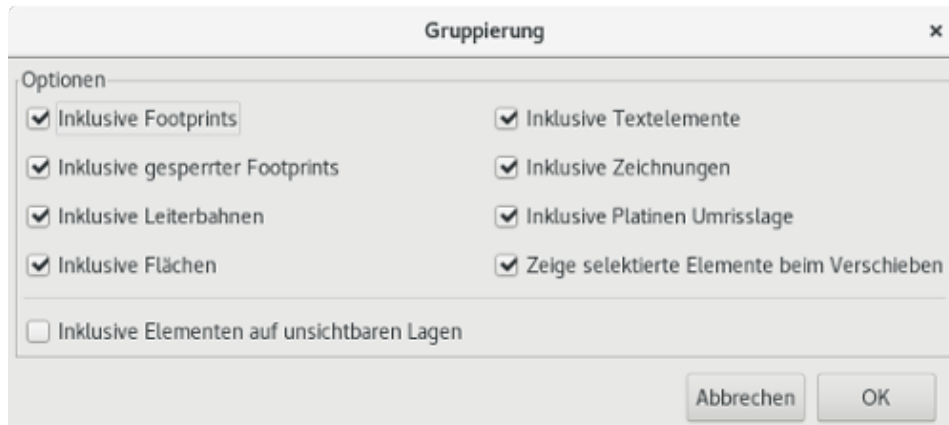 Gruppierung
Optionen
Inklusive Footprints
Inklusive Textelemente
Inklusive gesperrter Footprints
Inklusive Zeichnungen
Inklusive Leiterbahnen
Inklusive Platinen Umrisslage
Inklusive Flächen
Zeige selektierte Elemente beim Verschieben
Inklusive Elementen auf unsichtbaren Lagen
Abbrechen
OK